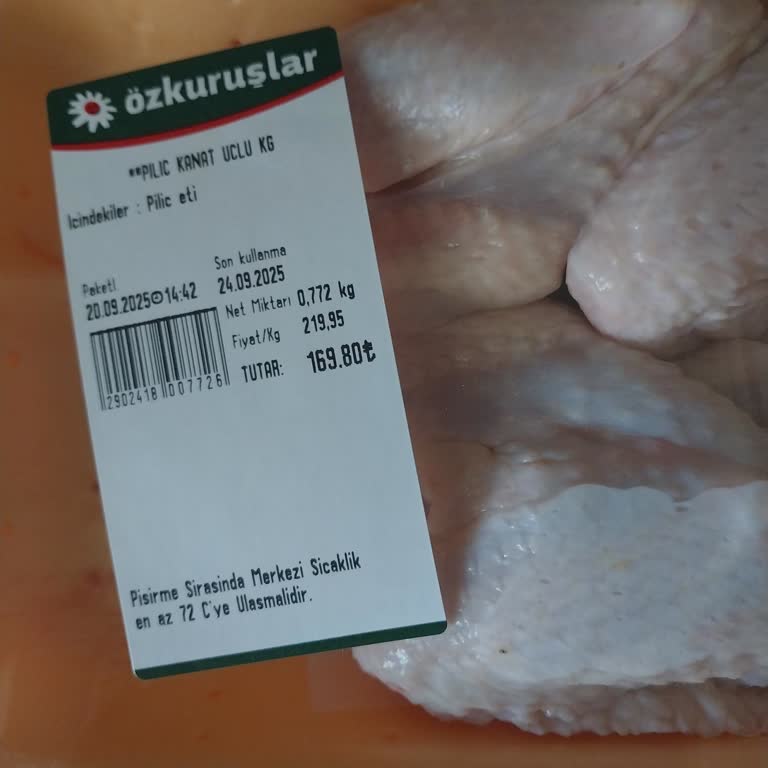 özkuruşlar
**PILIC KANAT UCLU KG
Icindekiler : Pilic eti
Paketl
Son kullanma
20.09.2025⊙14:42
24.09.2025
Net Miktarı 0,772 kg
Fiyat/Kg 219,95
TUTAR: 169.80₺
2902418 007726
Pisirme Sirasinda Merkezi Sicaklik
en az 72 C'ye Ulasmalidir.